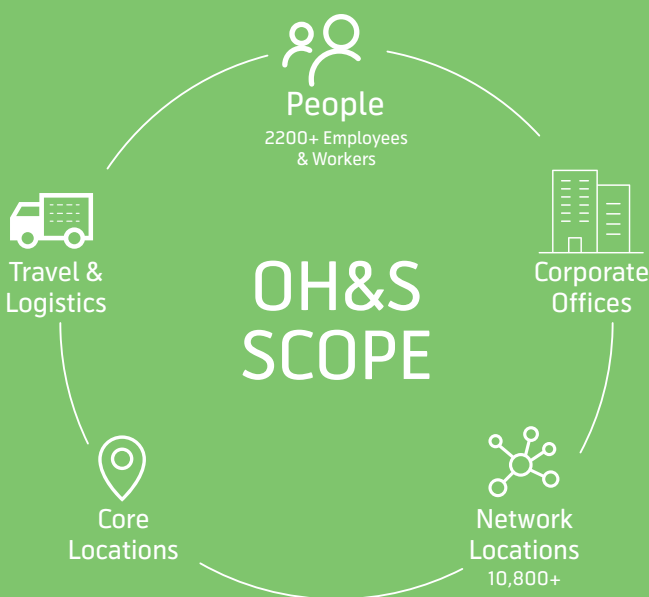 People
2200+ Employees
& Workers
Travel &
Logistics
OH&S
SCOPE
Corporate
Offices
Core
Locations
Network
Locations
10,800+